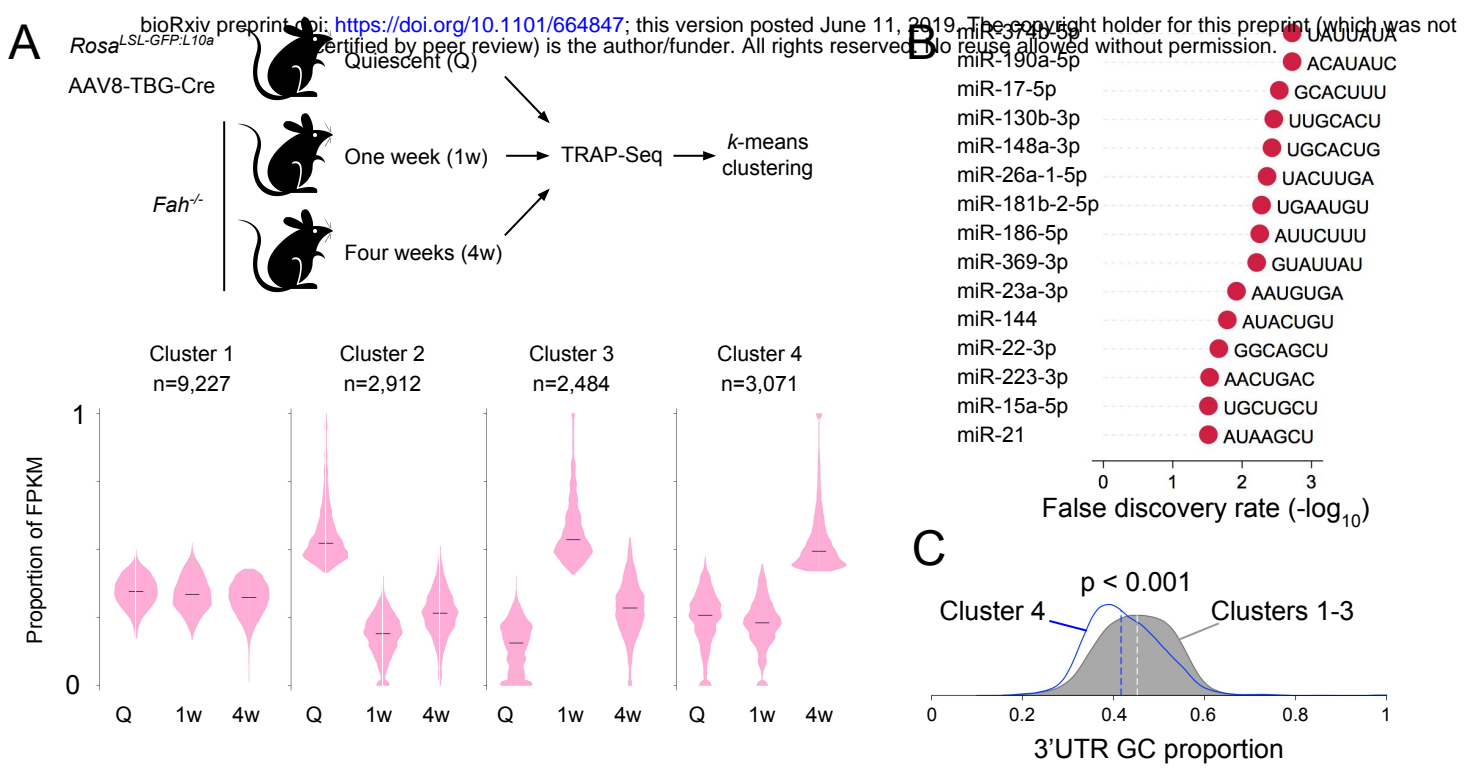 bioRxiv preprint doi: https://doi.org/10.1101/664847; this version posted June 11, 2019. The copyright holder for this preprint (which was not
certified by peer review) is the author/funder. All rights reserved. No reuse allowed without permission.
A
Rosa^LSL-GFP:L10a
AAV8-TBG-Cre
Fah-/-
Quiescent (Q)
One week (1w)
Four weeks (4w)
TRAP-Seq
k-means
clustering
Cluster 1
n=9,227
Cluster 2
n=2,912
Cluster 3
n=2,484
Cluster 4
n=3,071
Proportion of FPKM
1
0
Q 1w 4w
Q 1w 4w
Q 1w 4w
Q 1w 4w
B
miR-374b-5p UAUUAUA
miR-190a-5p ACAUAUC
miR-17-5p GCACUUU
miR-130b-3p UUGCACU
miR-148a-3p UGCACUG
miR-26a-1-5p UACUUGA
miR-181b-2-5p UGAAUGU
miR-186-5p AUUCUUU
miR-369-3p GUAUUAU
miR-23a-3p AAUGUGA
miR-144 AUACUGU
miR-22-3p GGCAGCU
miR-223-3p AACUGAC
miR-15a-5p UGCUGCU
miR-21 AUAAGCU
0 1 2 3
False discovery rate (-log10)
C
p < 0.001
Cluster 4
Clusters 1-3
0 0.2 0.4 0.6 0.8 1
3'UTR GC proportion